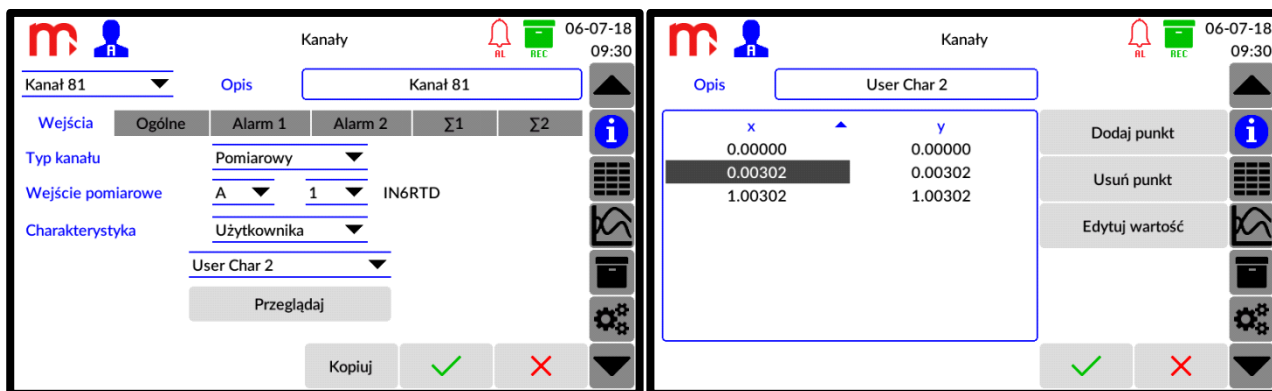 m A Kanały AL REC 06-07-18
09:30
Kanał 81 Opis Kanał 81
Wejścia Ogólne Alarm 1 Alarm 2 ∑1 ∑2
Typ kanału Pomiarowy
Wejście pomiarowe A 1 IN6RTD
Charakterystyka Użytkownika
User Char 2
Przeglądaj
Kopiuj
m A Kanały AL REC 06-07-18
09:30
Opis User Char 2
x y
0.00000 0.00000
0.00302 0.00302
1.00302 1.00302
Dodaj punkt
Usuń punkt
Edytuj wartość